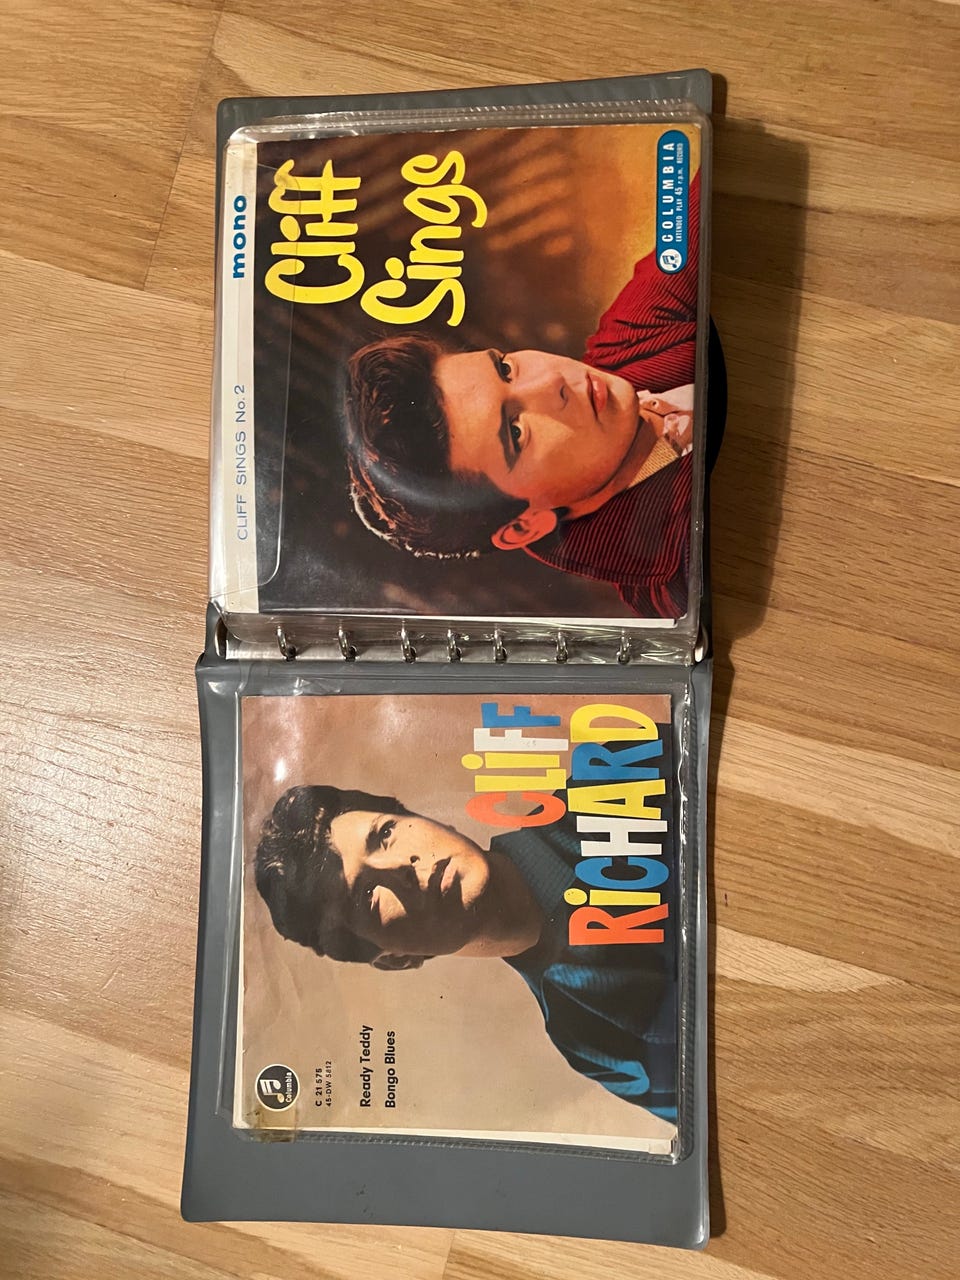 mono
CLIFF SINGS No. 2
Cliff
Sings
COLUMBIA
EXTENDED PLAY 45 r.p.m. RECORD
CLiFF
RiCHARD
Columbia
C 21 575
45-DW 5812
Ready Teddy
Bongo Blues